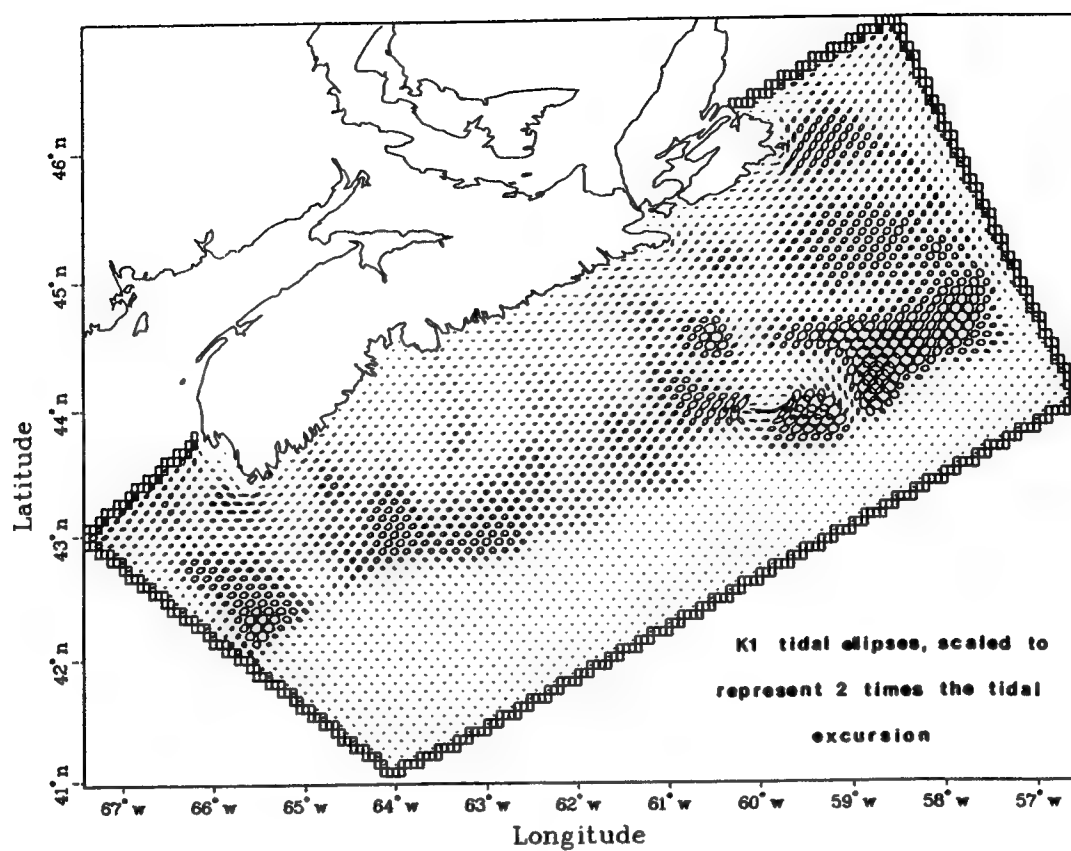 46° n
45° n
44° n
43° n
42° n
41° n
Latitude
K1 tidal ellipses, scaled to
represent 2 times the tidal
excursion
67° w 66° w 65° w 64° w 63° w 62° w 61° w 60° w 59° w 58° w 57° w
Longitude